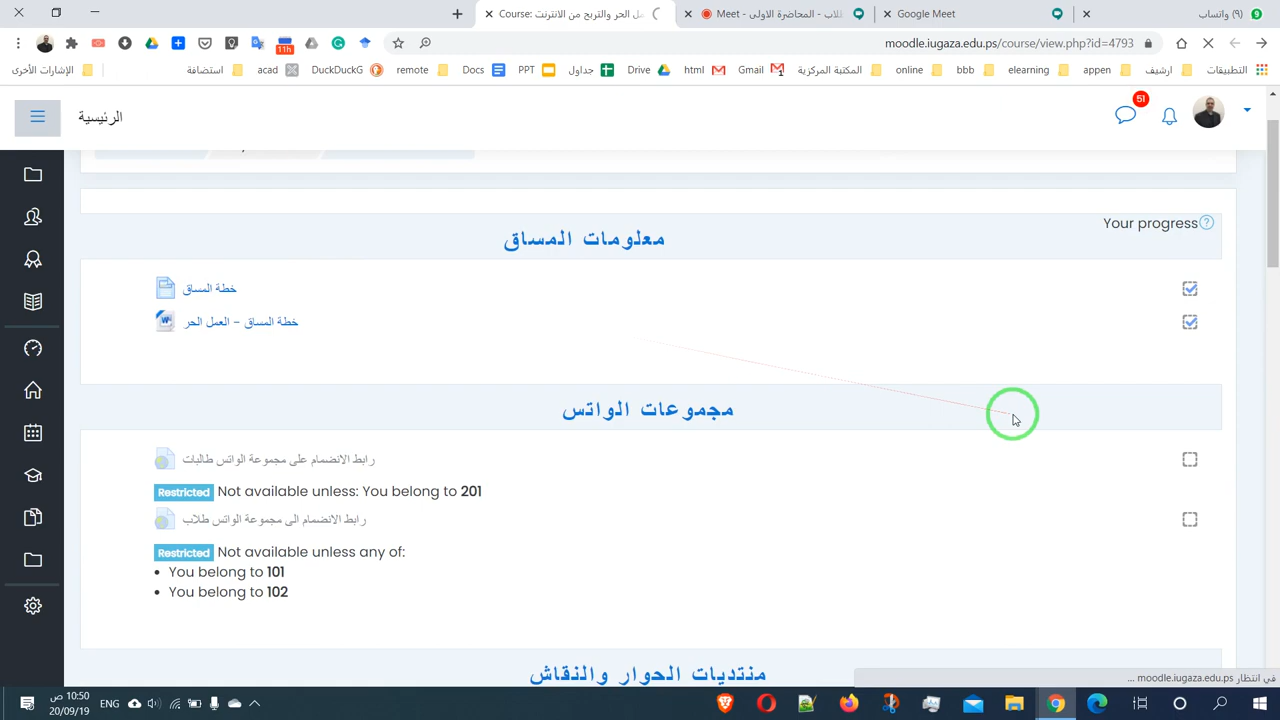 Course: مل الحر والتربح من الانترنت
Meet - طلاب - المحاضرة الاولى
Google Meet
(٩) واتساب
9
11h
moodle.iugaza.edu.ps/course/view.php?id=4793
الإشارات الأخرى
استضافة
acad
DuckDuckG
remote
Docs
PPT
جداول
Drive
html
Gmail
المكتبة المركزية
online
bbb
elearning
appen
ارشيف
التطبيقات
الرئيسية
51
Your progress
معلومات المساق
خطة المساق
خطة المساق - العمل الحر
مجموعات الواتس
رابط الانضمام على مجموعة الواتس طالبات
Restricted Not available unless: You belong to 201
رابط الانضمام الى مجموعة الواتس طلاب
Restricted Not available unless any of:
• You belong to 101
• You belong to 102
منتديات الحوار والنقاش
في انتظار moodle.iugaza.edu.ps ...
10:50 ص
20/09/19
ENG